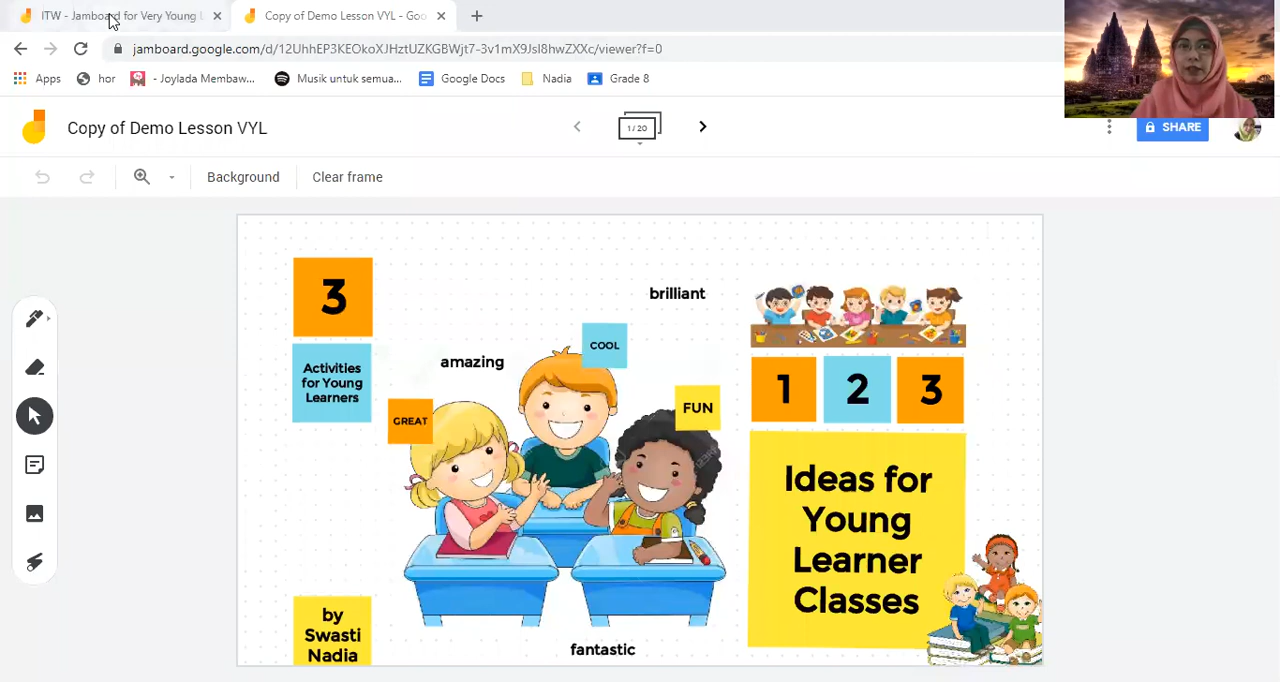 ITW - Jamboard for Very Young L
Copy of Demo Lesson VYL - Goo
jamboard.google.com/d/12UhhEP3KEOkoXJHztUZKGBWjt7-3v1mX9Jsl8hwZXXc/viewer?f=0
Apps
hor
- Joylada Membaw...
Musik untuk semua...
Google Docs
Nadia
Grade 8
Copy of Demo Lesson VYL
1 / 20
SHARE
Background
Clear frame
3
Activities
for Young
Learners
by
Swasti
Nadia
amazing
brilliant
COOL
GREAT
FUN
fantastic
1 2 3
Ideas for
Young
Learner
Classes